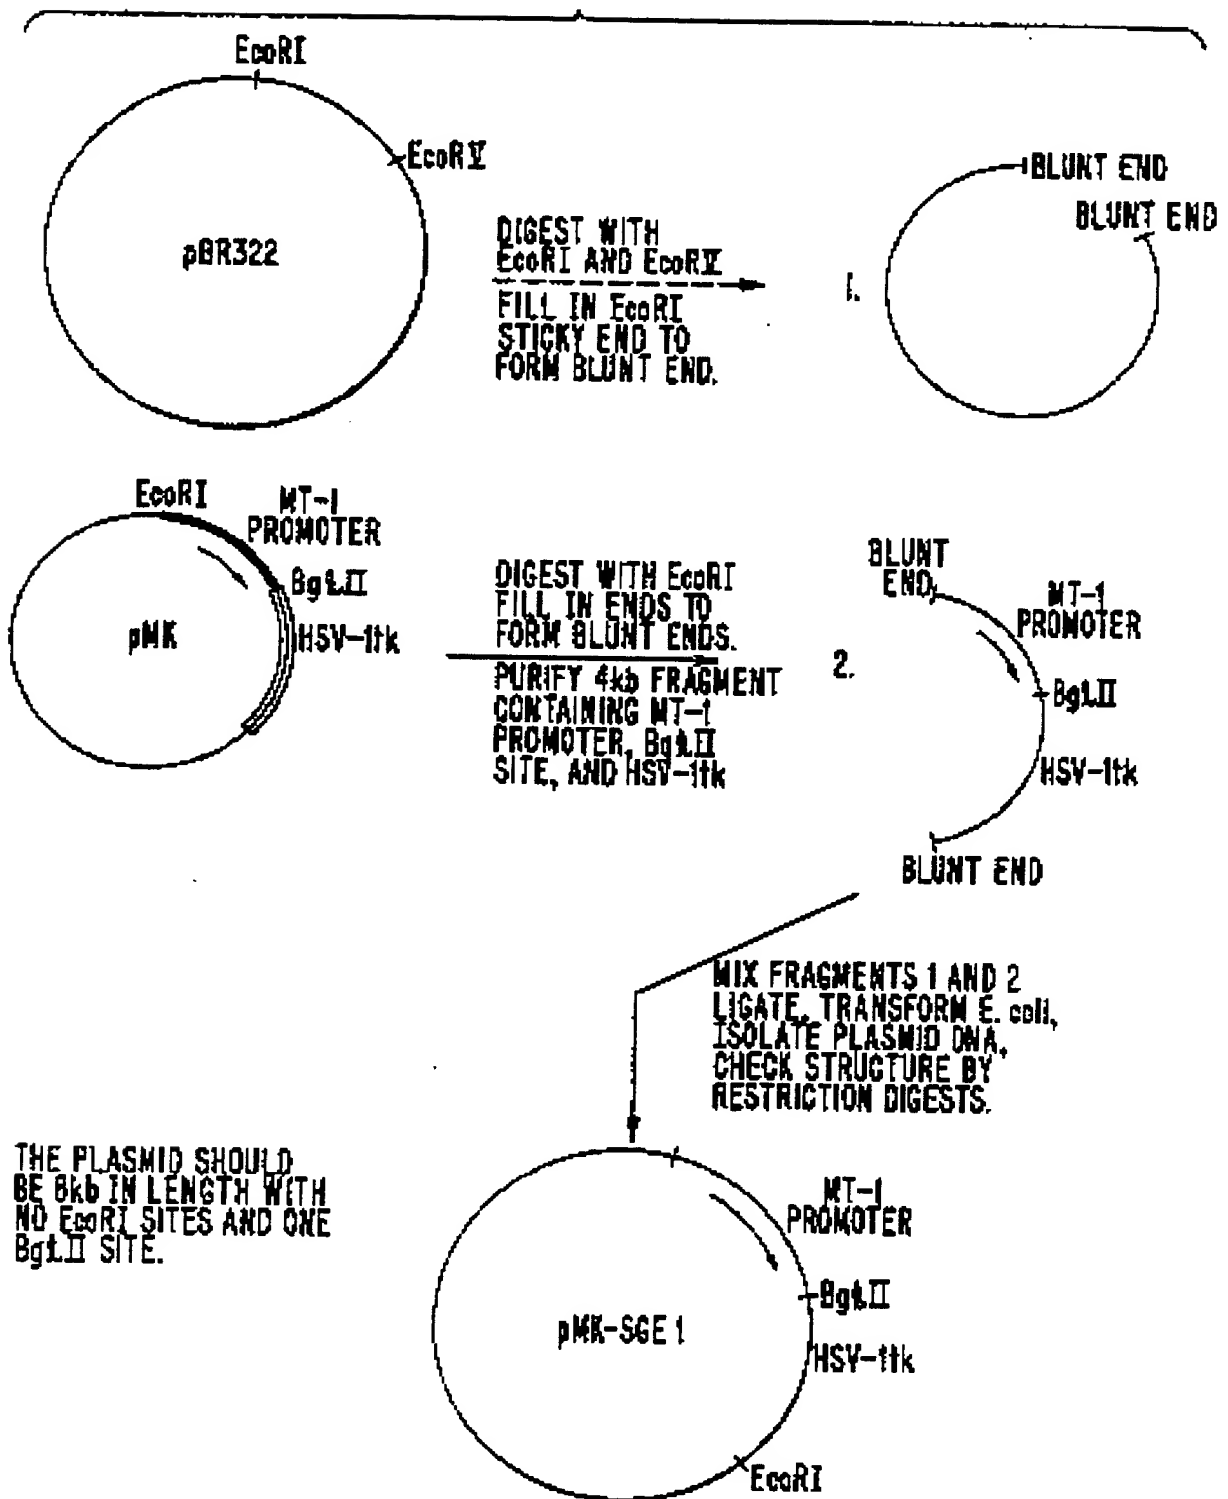 EcoRI
EcoRV
pBR322
DIGEST WITH
EcoRI AND EcoRV
FILL IN EcoRI
STICKY END TO
FORM BLUNT END.
1.
BLUNT END
BLUNT END
EcoRI
MT-1
PROMOTER
BglII
HSV-1tk
pMK
DIGEST WITH EcoRI
FILL IN ENDS TO
FORM BLUNT ENDS.
PURIFY 4kb FRAGMENT
CONTAINING MT-1
PROMOTER, BglII
SITE, AND HSV-1tk
2.
BLUNT
END
MT-1
PROMOTER
BglII
HSV-1tk
BLUNT END
MIX FRAGMENTS 1 AND 2
LIGATE, TRANSFORM E. coli,
ISOLATE PLASMID DNA,
CHECK STRUCTURE BY
RESTRICTION DIGESTS.
THE PLASMID SHOULD
BE 8kb IN LENGTH WITH
NO EcoRI SITES AND ONE
BglII SITE.
MT-1
PROMOTER
BglII
HSV-1tk
pMK-SGE1
EcoRI